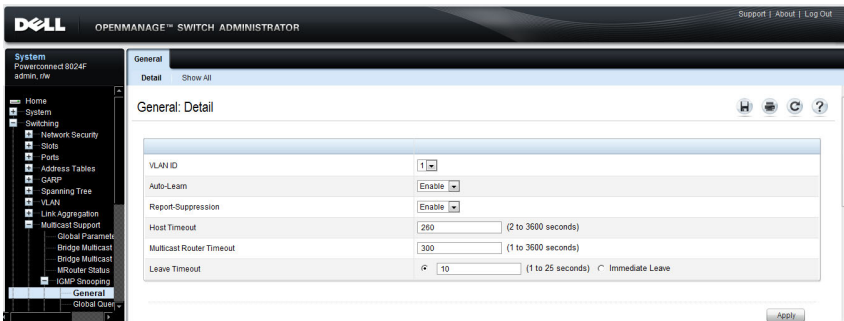 Support | About | Log Out
DELL OPENMANAGE™ SWITCH ADMINISTRATOR
System
Powerconnect 8024F
admin, r/w
Home
System
Switching
Network Security
Slots
Ports
Address Tables
GARP
Spanning Tree
VLAN
Link Aggregation
Multicast Support
Global Paramete
Bridge Multicast
Bridge Multicast
MRouter Status
IGMP Snooping
General
Global Quer
General
Detail Show All
General: Detail
VLAN ID 1
Auto-Learn Enable
Report-Suppression Enable
Host Timeout 260 (2 to 3600 seconds)
Multicast Router Timeout 300 (1 to 3600 seconds)
Leave Timeout 10 (1 to 25 seconds) Immediate Leave
Apply